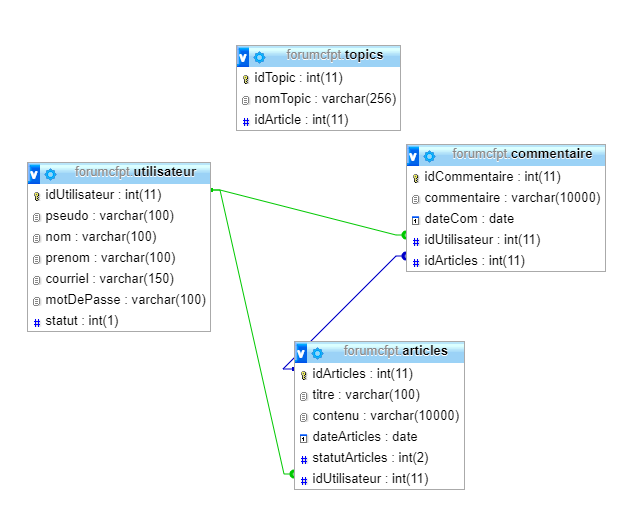 forumcfpt.topics
idTopic : int(11)
nomTopic : varchar(256)
idArticle : int(11)
forumcfpt.commentaire
idCommentaire : int(11)
commentaire : varchar(10000)
dateCom : date
idUtilisateur : int(11)
idArticles : int(11)
forumcfpt.utilisateur
idUtilisateur : int(11)
pseudo : varchar(100)
nom : varchar(100)
prenom : varchar(100)
courriel : varchar(150)
motDePasse : varchar(100)
statut : int(1)
forumcfpt.articles
idArticles : int(11)
titre : varchar(100)
contenu : varchar(10000)
dateArticles : date
statutArticles : int(2)
idUtilisateur : int(11)